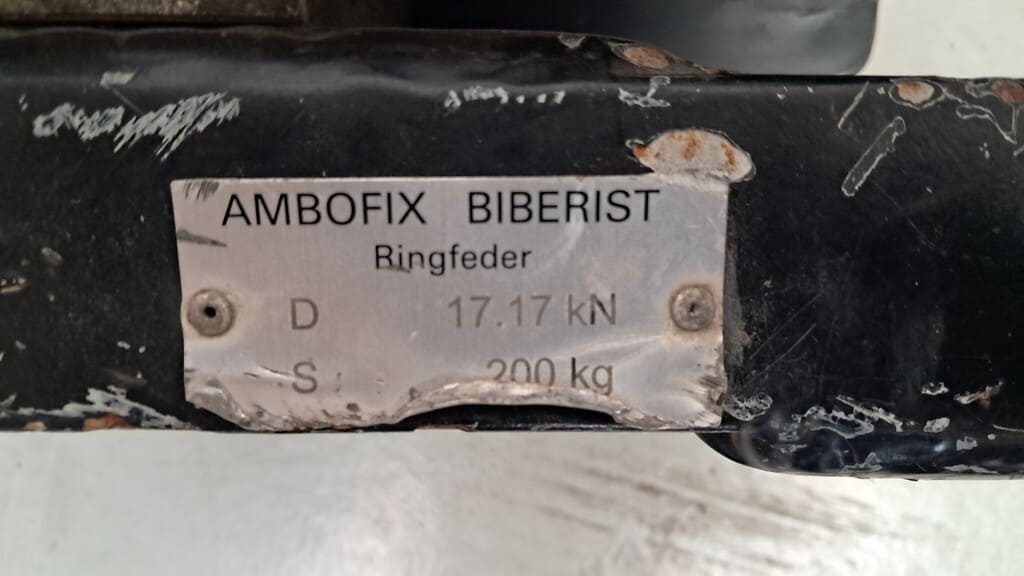 AMBOFIX BIBERIST
Ringfeder
D 17.17 kN
S 200 kg